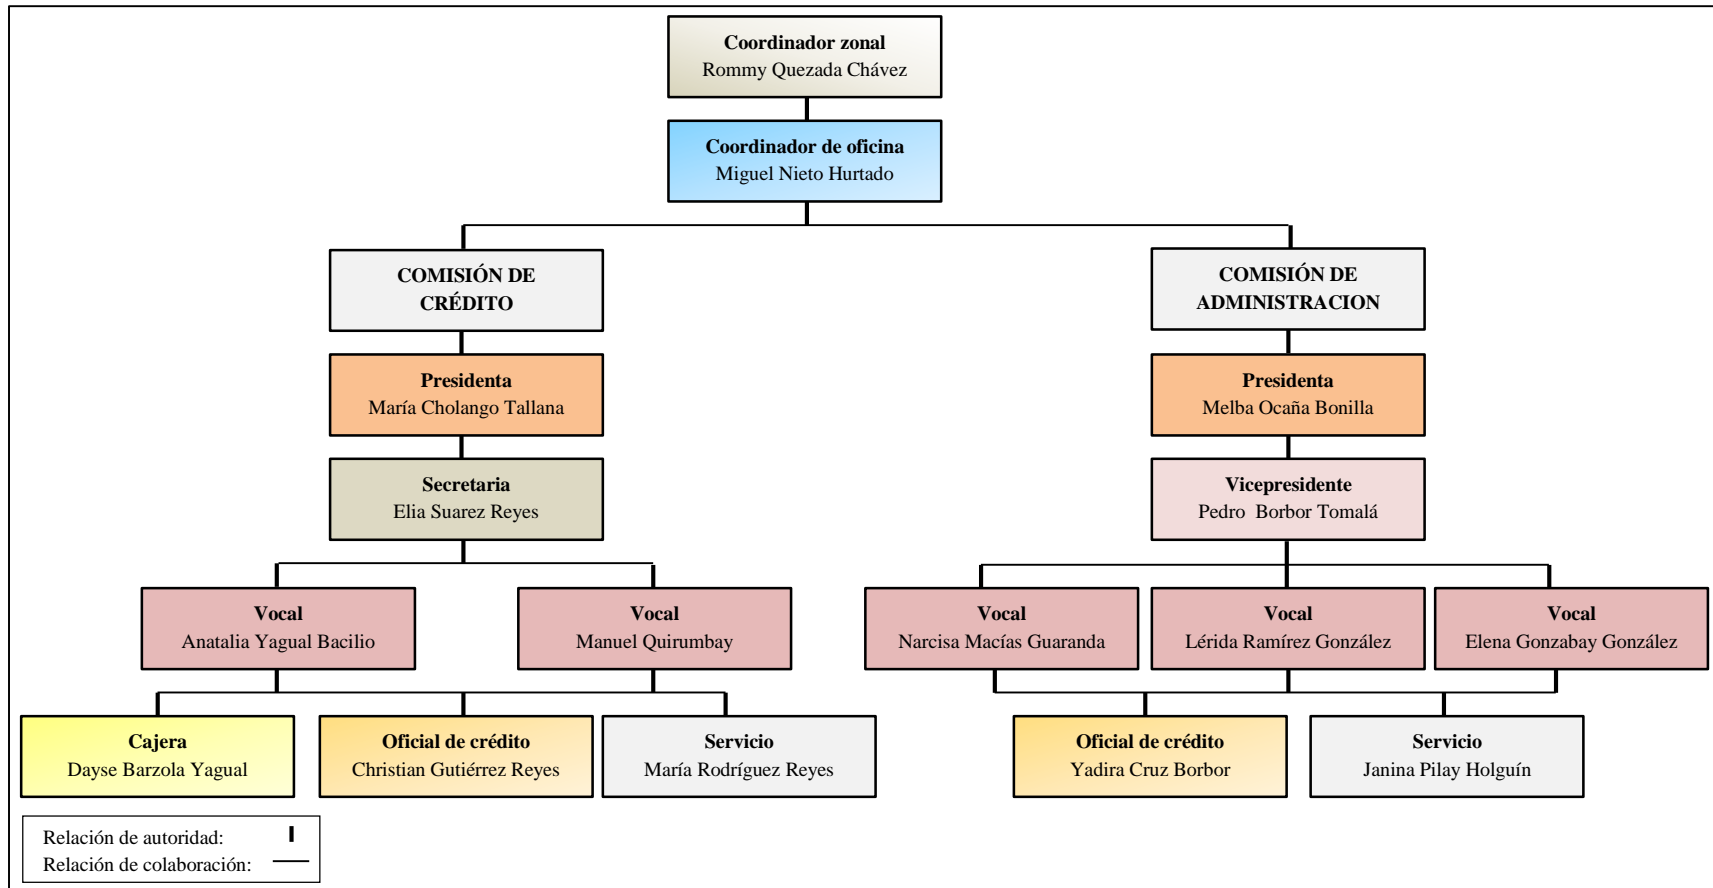 Coordinador zonal
Rommy Quezada Chávez
Coordinador de oficina
Miguel Nieto Hurtado
COMISIÓN DE
CRÉDITO
COMISIÓN DE
ADMINISTRACION
Presidenta
María Cholango Tallana
Presidenta
Melba Ocaña Bonilla
Secretaria
Elia Suarez Reyes
Vicepresidente
Pedro  Borbor Tomalá
Vocal
Anatalia Yagual Bacilio
Vocal
Manuel Quirumbay
Vocal
Narcisa Macías Guaranda
Vocal
Lérida Ramírez González
Vocal
Elena Gonzabay González
Cajera
Dayse Barzola Yagual
Oficial de crédito
Christian Gutiérrez Reyes
Servicio
María Rodríguez Reyes
Oficial de crédito
Yadira Cruz Borbor
Servicio
Janina Pilay Holguín
Relación de autoridad:
Relación de colaboración: